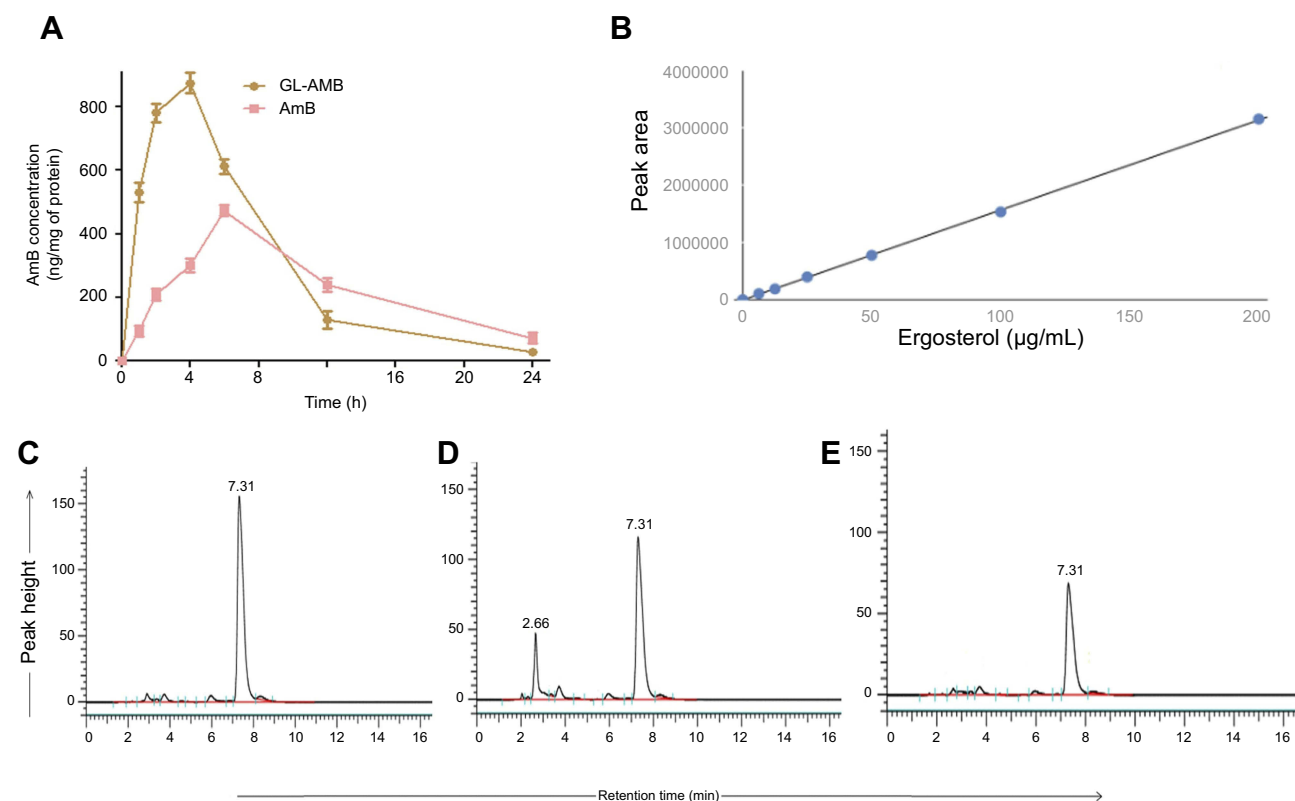 A
GL-AMB
AmB
AmB concentration
(ng/mg of protein)
800
600
400
200
0
0 4 8 16 20 24
Time (h)
B
Peak area
4000000
3000000
2000000
1000000
0
0 50 100 150 200
Ergosterol (µg/mL)
C
Peak height
7.31
150
100
50
0
0 2 4 6 8 10 12 14 16
D
7.31
2.66
150
100
50
0
0 2 4 6 8 10 12 14 16
E
7.31
150
100
50
0
0 2 4 6 8 10 12 14 16
Retention time (min)